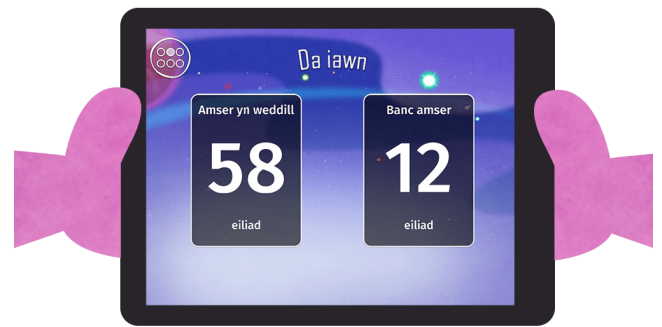 Da iawn
Amser yn weddill
58
eiliad
Banc amser
12
eiliad